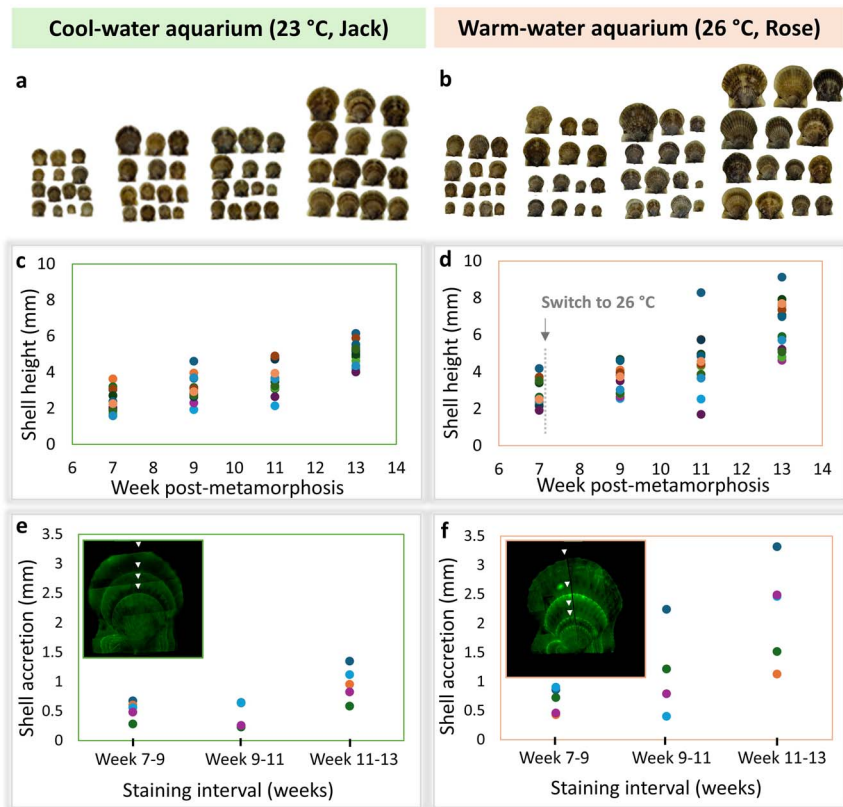 Cool-water aquarium (23 °C, Jack)
Warm-water aquarium (26 °C, Rose)
a
b
c
10
8
6
4
2
0
Shell height (mm)
6 7 8 9 10 11 12 13 14
Week post-metamorphosis
d
10
8
6
4
2
0
Shell height (mm)
Switch to 26 °C
6 7 8 9 10 11 12 13 14
Week post-metamorphosis
e
3.5
3
2.5
2
1.5
1
0.5
0
Shell accretion (mm)
Week 7-9 Week 9-11 Week 11-13
Staining interval (weeks)
f
3.5
3
2.5
2
1.5
1
0.5
0
Shell accretion (mm)
Week 7-9 Week 9-11 Week 11-13
Staining interval (weeks)